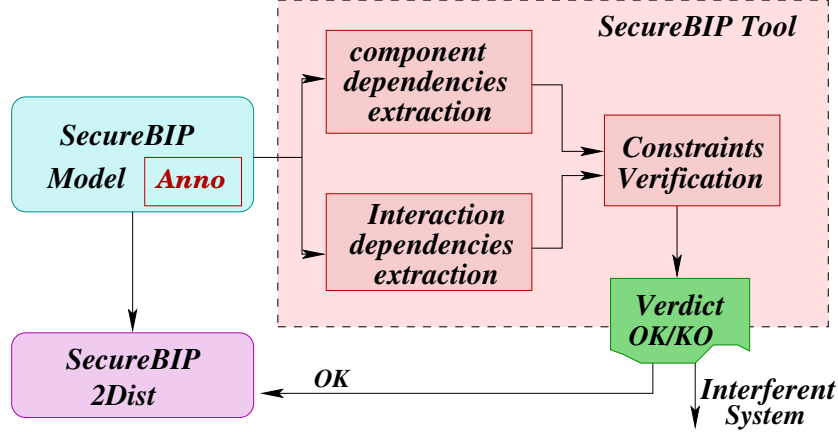 SecureBIP Tool
component
dependencies
extraction
SecureBIP
Model Anno
Constraints
Verification
Interaction
dependencies
extraction
Verdict
OK/KO
SecureBIP
2Dist
OK
Interferent
System